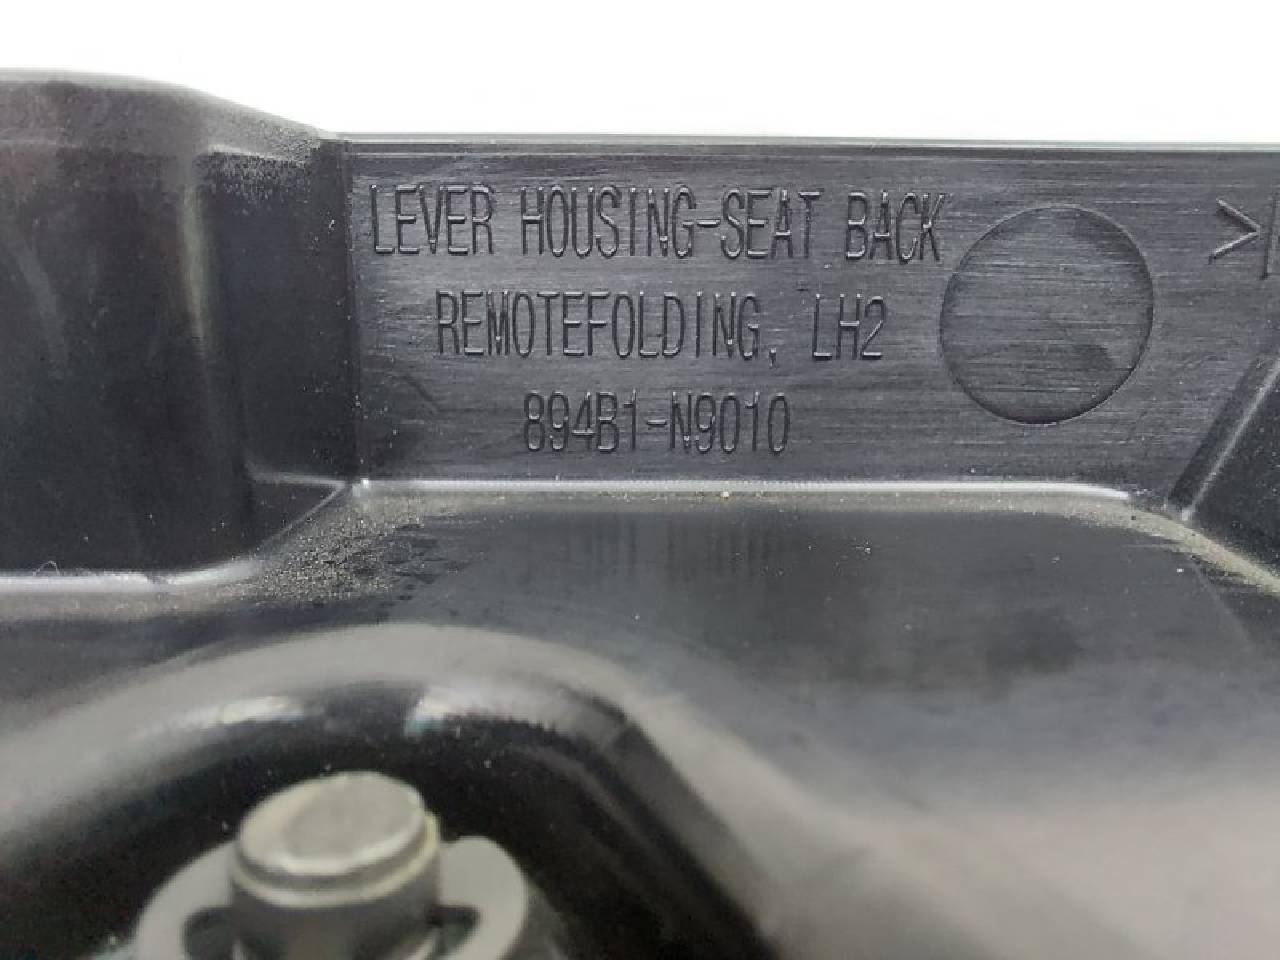 LEVER HOUSING-SEAT BACK
REMOTEFOLDING, LH2
894B1-N9010
>